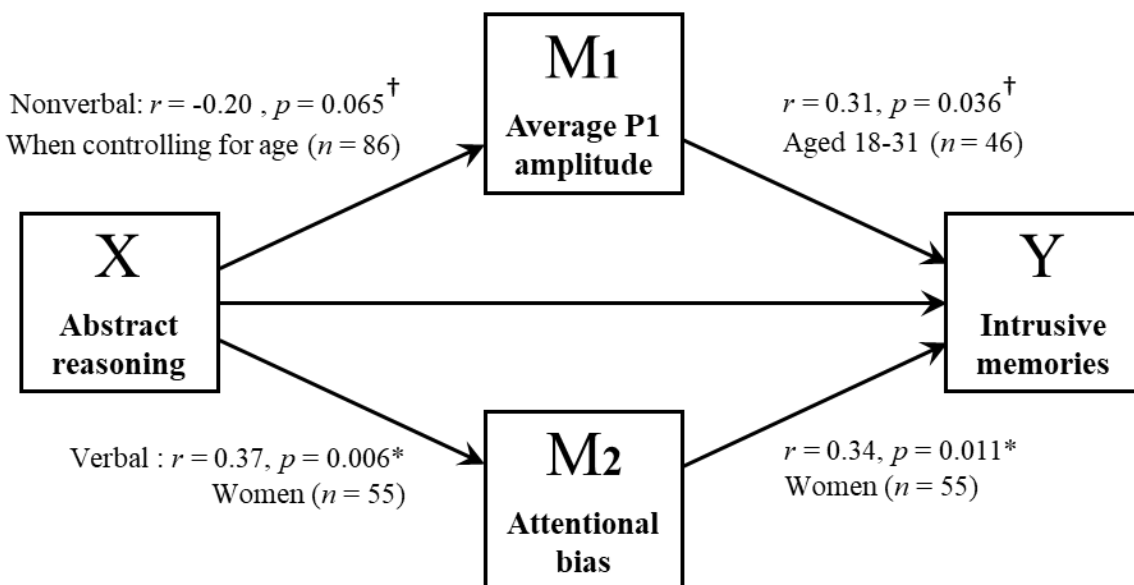 M1
Average P1
amplitude
Nonverbal: r = -0.20 , p = 0.065†
When controlling for age (n = 86)
r = 0.31, p = 0.036†
Aged 18-31 (n = 46)
X
Abstract
reasoning
Y
Intrusive
memories
Verbal : r = 0.37, p = 0.006*
Women (n = 55)
M2
Attentional
bias
r = 0.34, p = 0.011*
Women (n = 55)